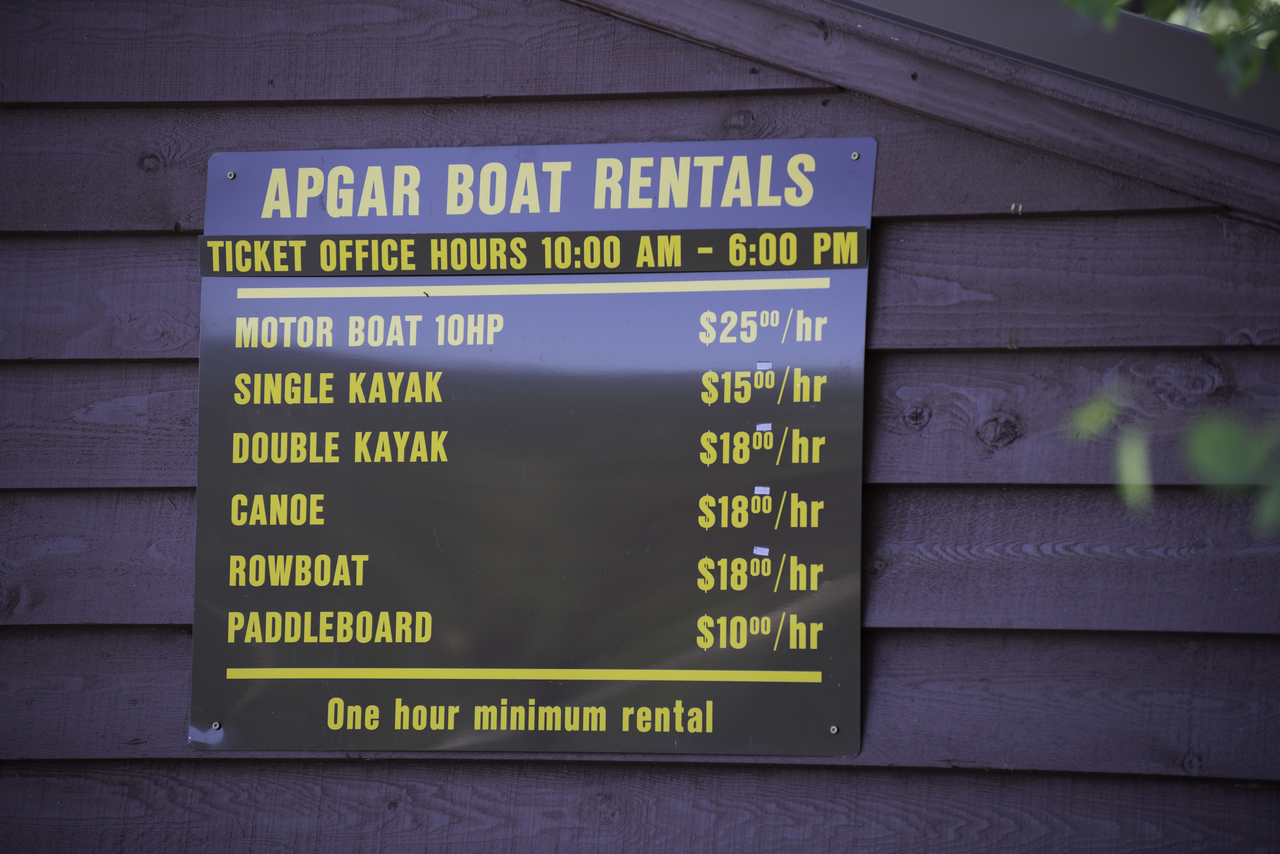 APGAR BOAT RENTALS
TICKET OFFICE HOURS 10:00 AM - 6:00 PM
MOTOR BOAT 10HP $25⁰⁰/hr
SINGLE KAYAK $15⁰⁰/hr
DOUBLE KAYAK $18⁰⁰/hr
CANOE $18⁰⁰/hr
ROWBOAT $18⁰⁰/hr
PADDLEBOARD $10⁰⁰/hr
One hour minimum rental